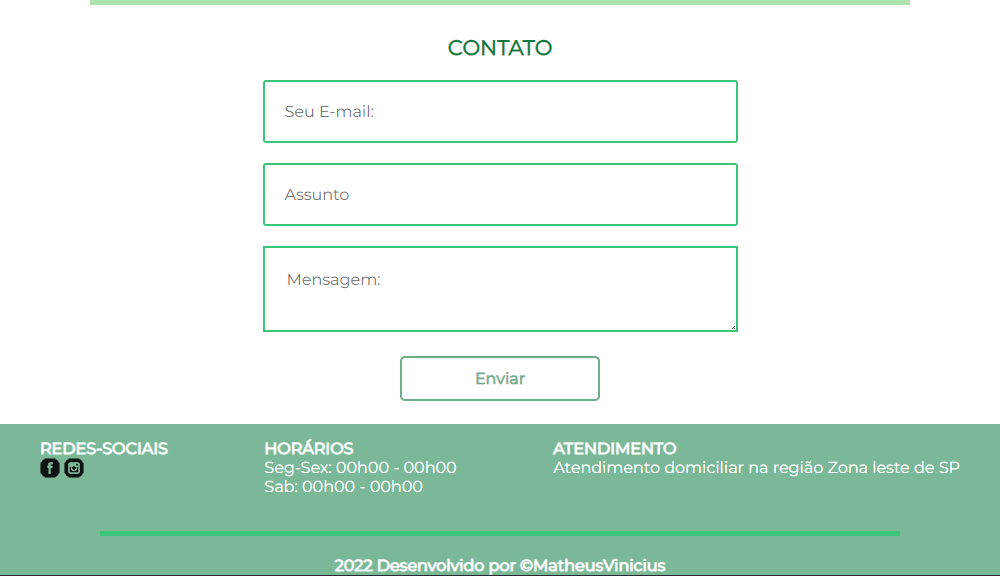 CONTATO
Seu E-mail:
Assunto
Mensagem:
Enviar
REDES-SOCIAIS
HORÁRIOS
Seg-Sex: 00h00 - 00h00
Sab: 00h00 - 00h00
ATENDIMENTO
Atendimento domiciliar na região Zona leste de SP
2022 Desenvolvido por ©MatheusVinicius